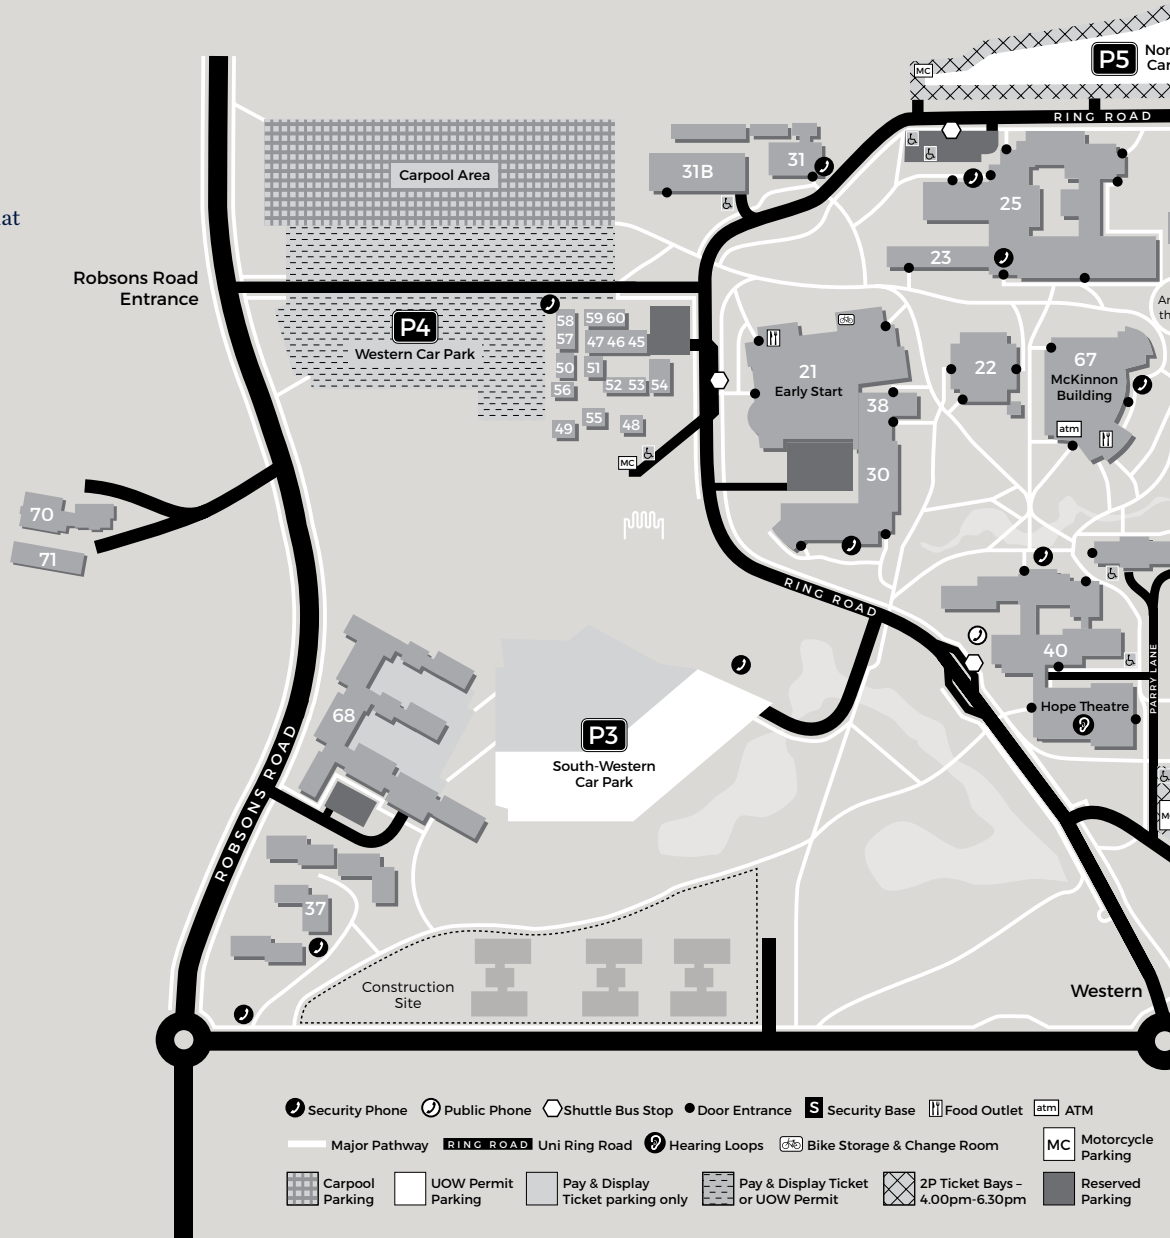 MC
P5
RING ROAD
31
31B
25
Carpool Area
at
23
Robsons Road
Entrance
P4
Western Car Park
58
59 60
57
47 46 45
50
51
56
52 53 54
55
49
48
MC
21
Early Start
38
30
22
67
McKinnon
Building
atm
70
71
RING ROAD
40
PARRY LANE
Hope Theatre
68
P3
South-Western
Car Park
ROBSONS ROAD
37
Construction
Site
Western
Security Phone
Public Phone
Shuttle Bus Stop
Door Entrance
S
Security Base
Food Outlet
atm
ATM
Major Pathway
RING ROAD
Uni Ring Road
Hearing Loops
Bike Storage & Change Room
MC
Motorcycle
Parking
Carpool
Parking
UOW Permit
Parking
Pay & Display
Ticket parking only
Pay & Display Ticket
or UOW Permit
2P Ticket Bays –
4.00pm-6.30pm
Reserved
Parking